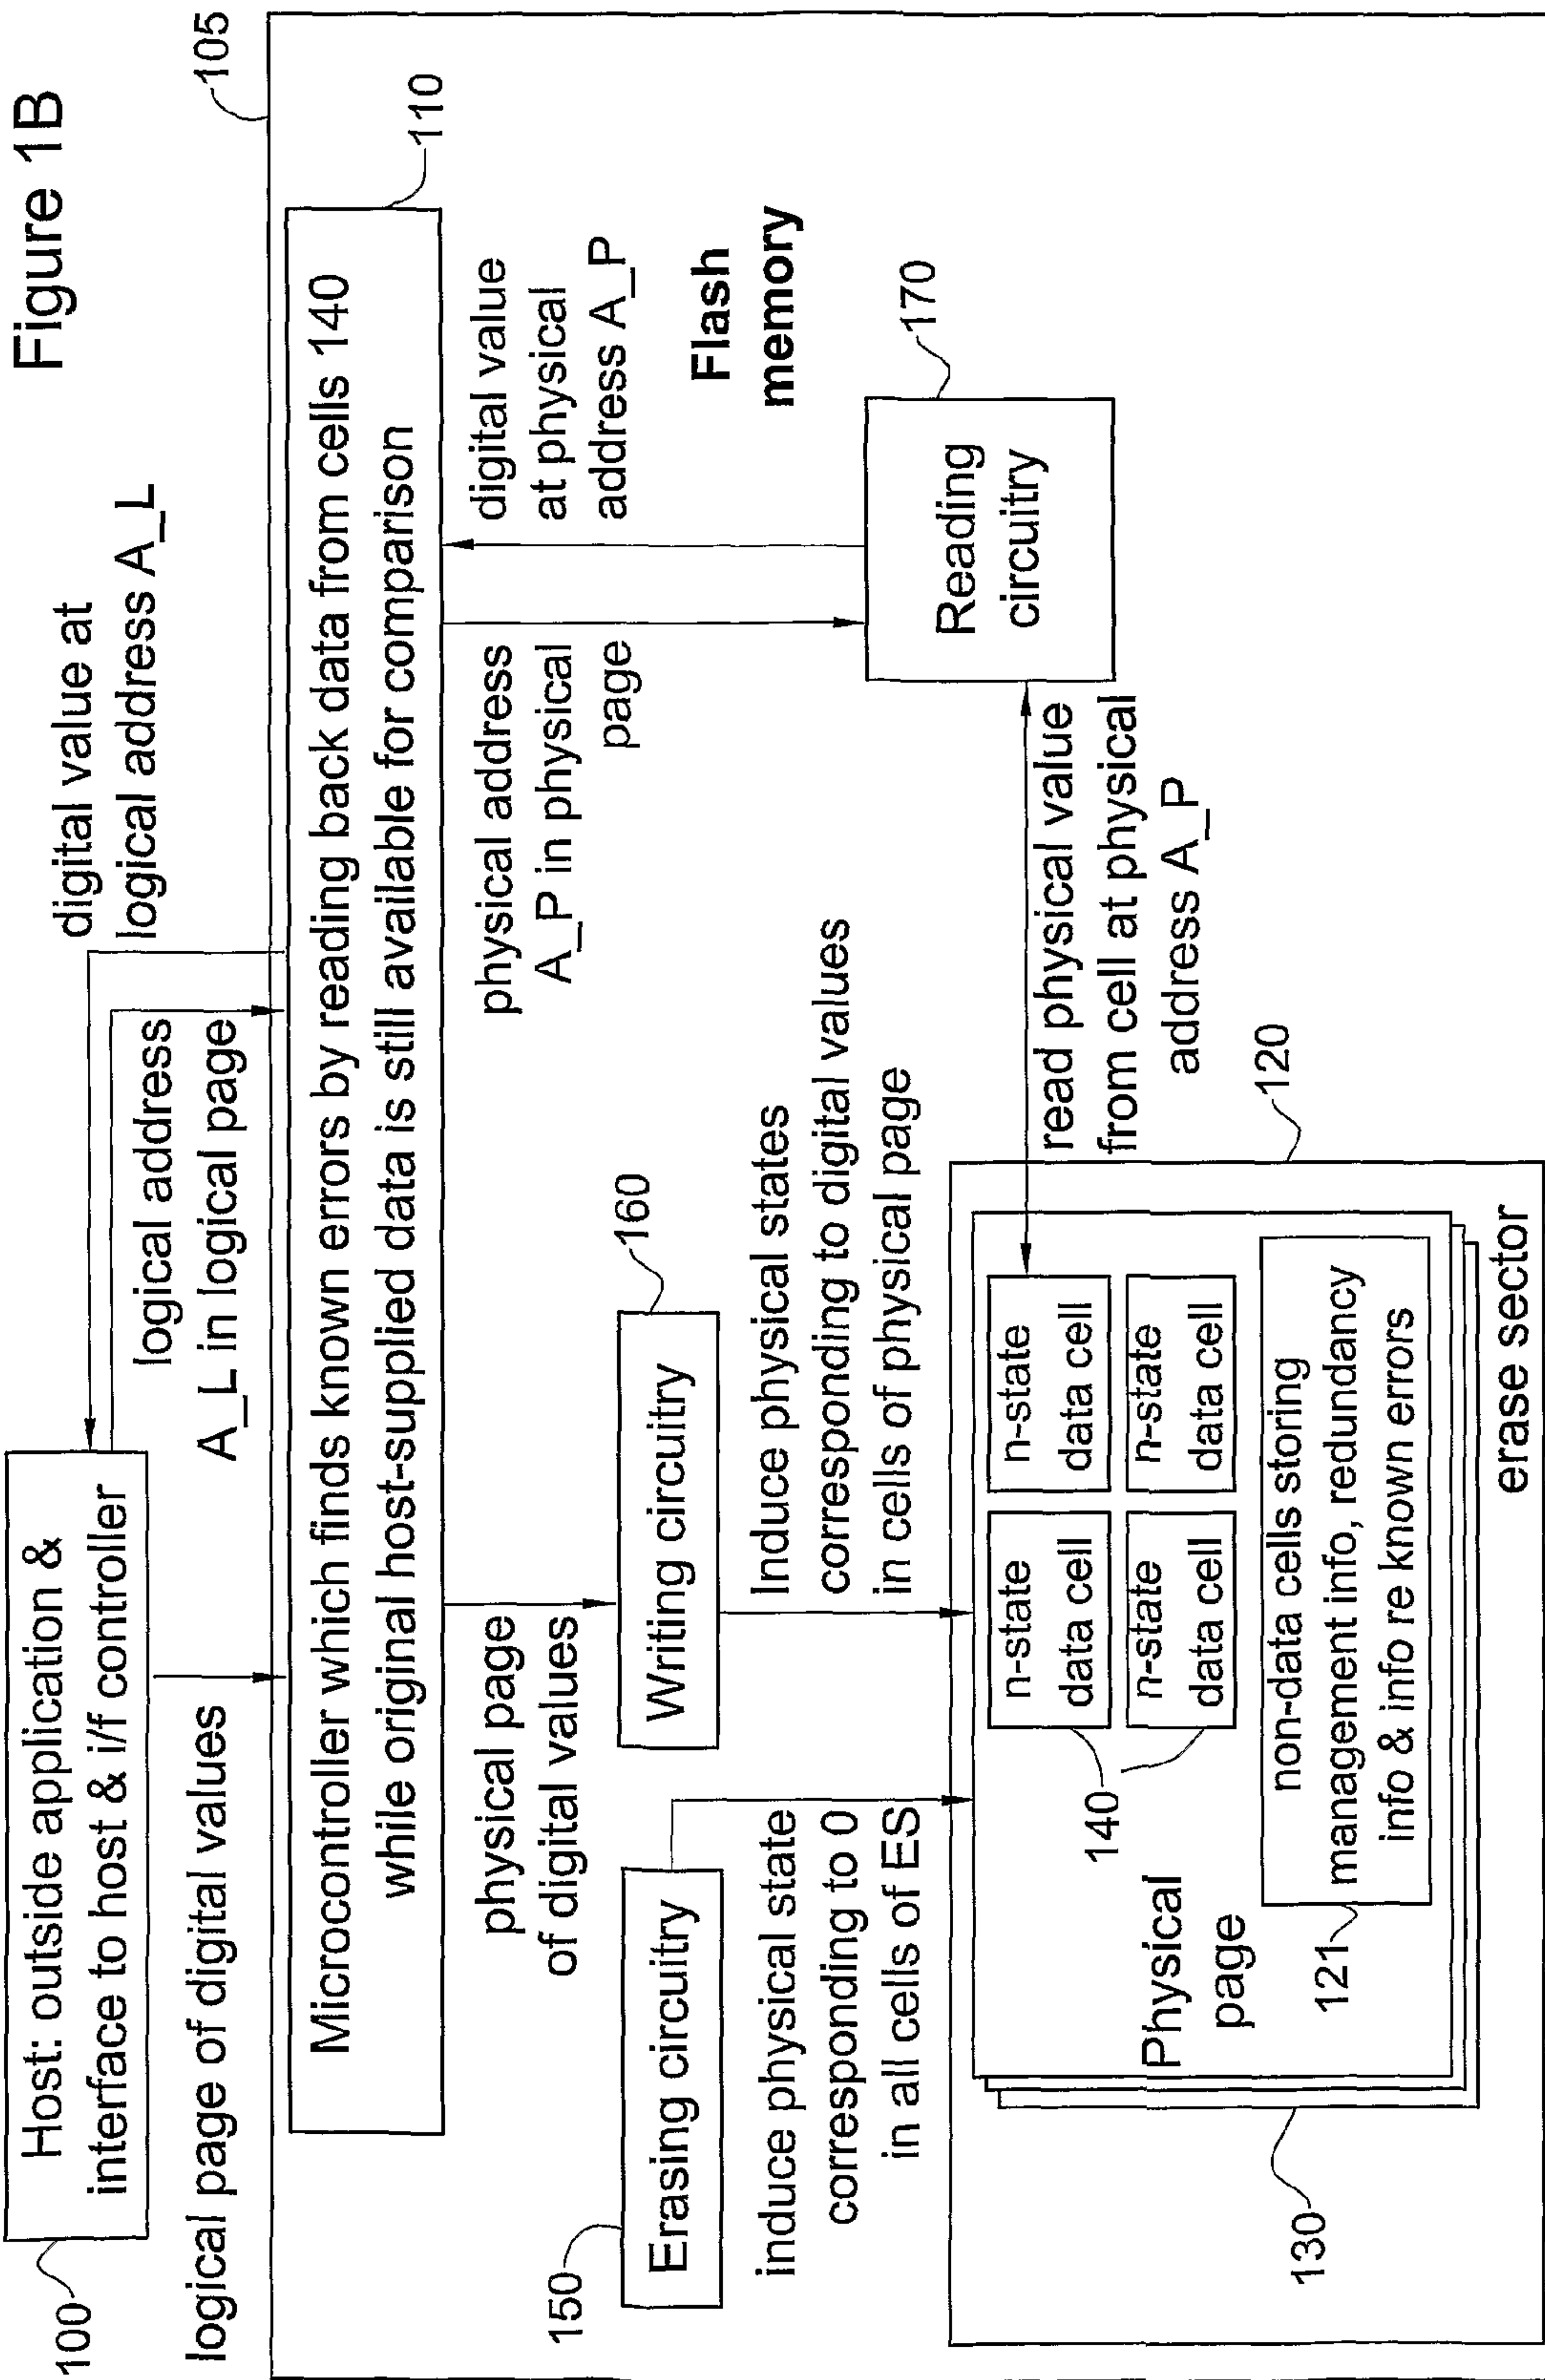 Figure 1B
Host: outside application &
interface to host & i/f controller
100
digital value at
logical address A_L
logical address
A_L in logical page
logical page of digital values
105
Microcontroller which finds known errors by reading back data from cells 140
while original host-supplied data is still available for comparison
110
physical page
of digital values
physical address
A_P in physical
page
digital value
at physical
address A_P
Flash
memory
150
Erasing circuitry
Writing circuitry
160
Reading
circuitry
170
induce physical state
corresponding to 0
in all cells of ES
Induce physical states
corresponding to digital values
in cells of physical page
read physical value
from cell at physical
address A_P
120
n-state
data cell
n-state
data cell
n-state
data cell
n-state
data cell
140
Physical
page
121
non-data cells storing
management info, redundancy
info & info re known errors
130
erase sector